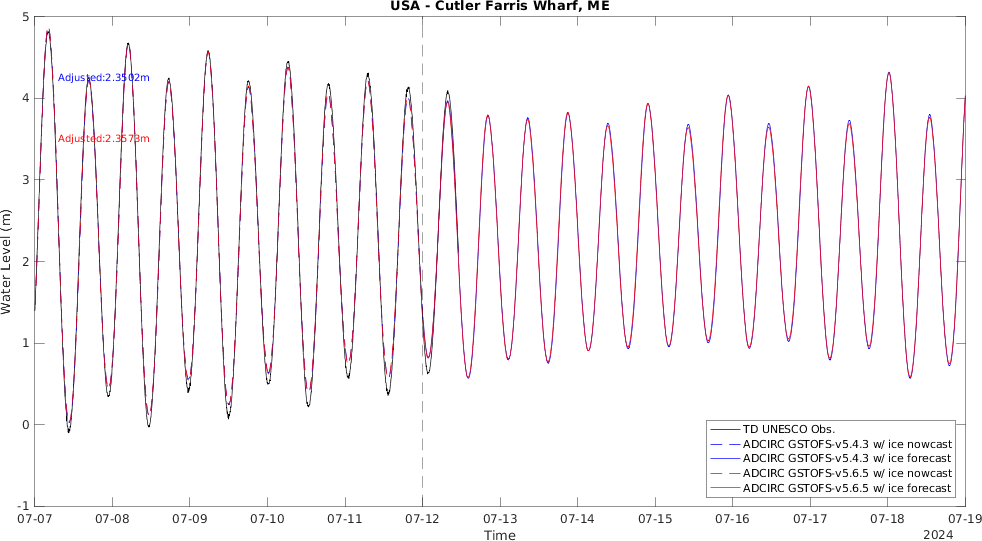 USA - Cutler Farris Wharf, ME
5
4
3
2
1
0
-1
Water Level (m)
Adjusted:2.3502m
Adjusted:2.3573m
TD UNESCO Obs.
ADCIRC GSTOFS-v5.4.3 w/ ice nowcast
ADCIRC GSTOFS-v5.4.3 w/ ice forecast
ADCIRC GSTOFS-v5.6.5 w/ ice nowcast
ADCIRC GSTOFS-v5.6.5 w/ ice forecast
07-07 07-08 07-09 07-10 07-11 07-12 07-13 07-14 07-15 07-16 07-17 07-18 07-19
Time
2024